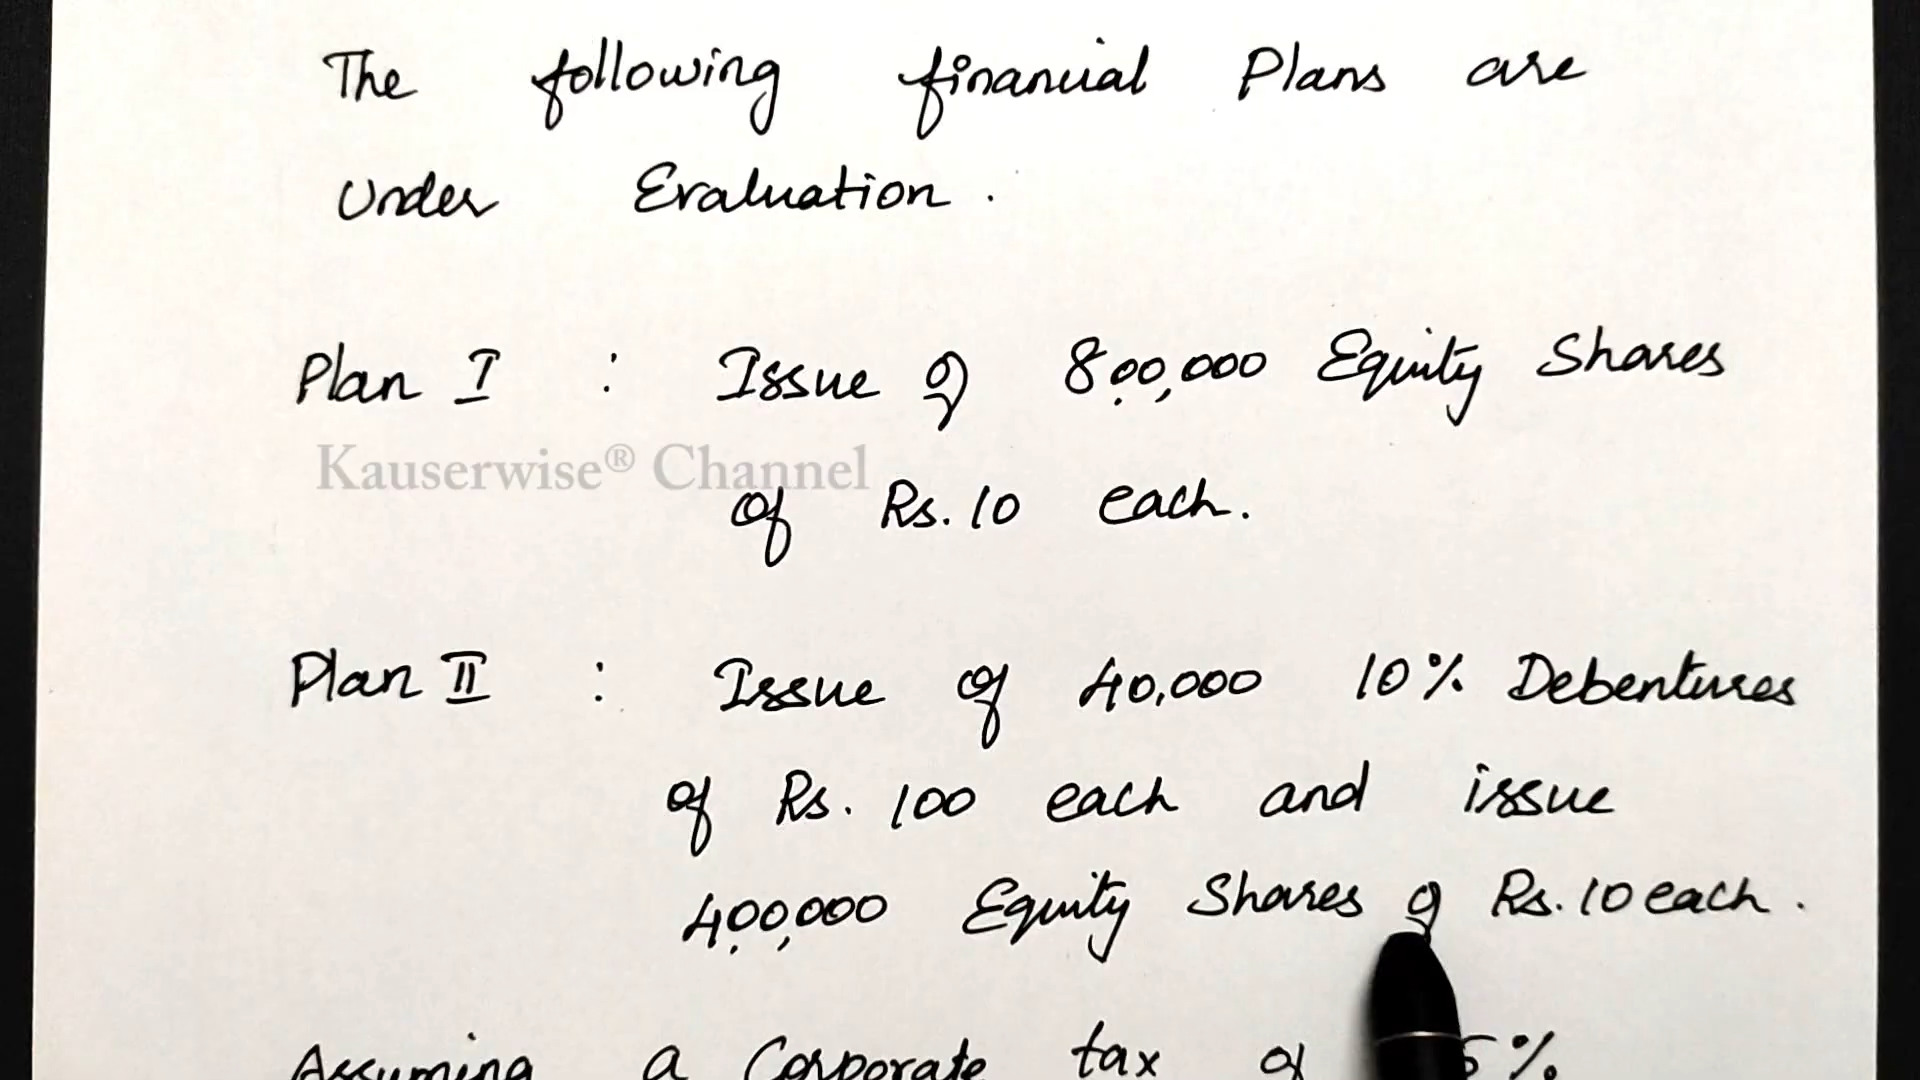 The following financial Plans are
Under Evaluation.
Plan I : Issue of 8,00,000 Equity Shares
Kauserwise® Channel
of Rs. 10 each.
Plan II : Issue of 40,000 10% Debentures
of Rs. 100 each and issue
4,00,000 Equity Shares of Rs. 10 each.
Assuming a Corporate tax of 5%